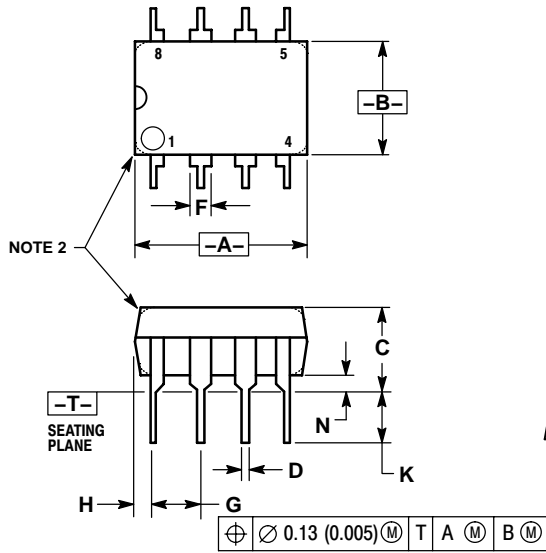 8 5
–B–
1 4
F
NOTE 2
–A–
C
–T–
N
SEATING
PLANE
D
K
H G
⌖ ∅ 0.13 (0.005) Ⓜ T A Ⓜ B Ⓜ